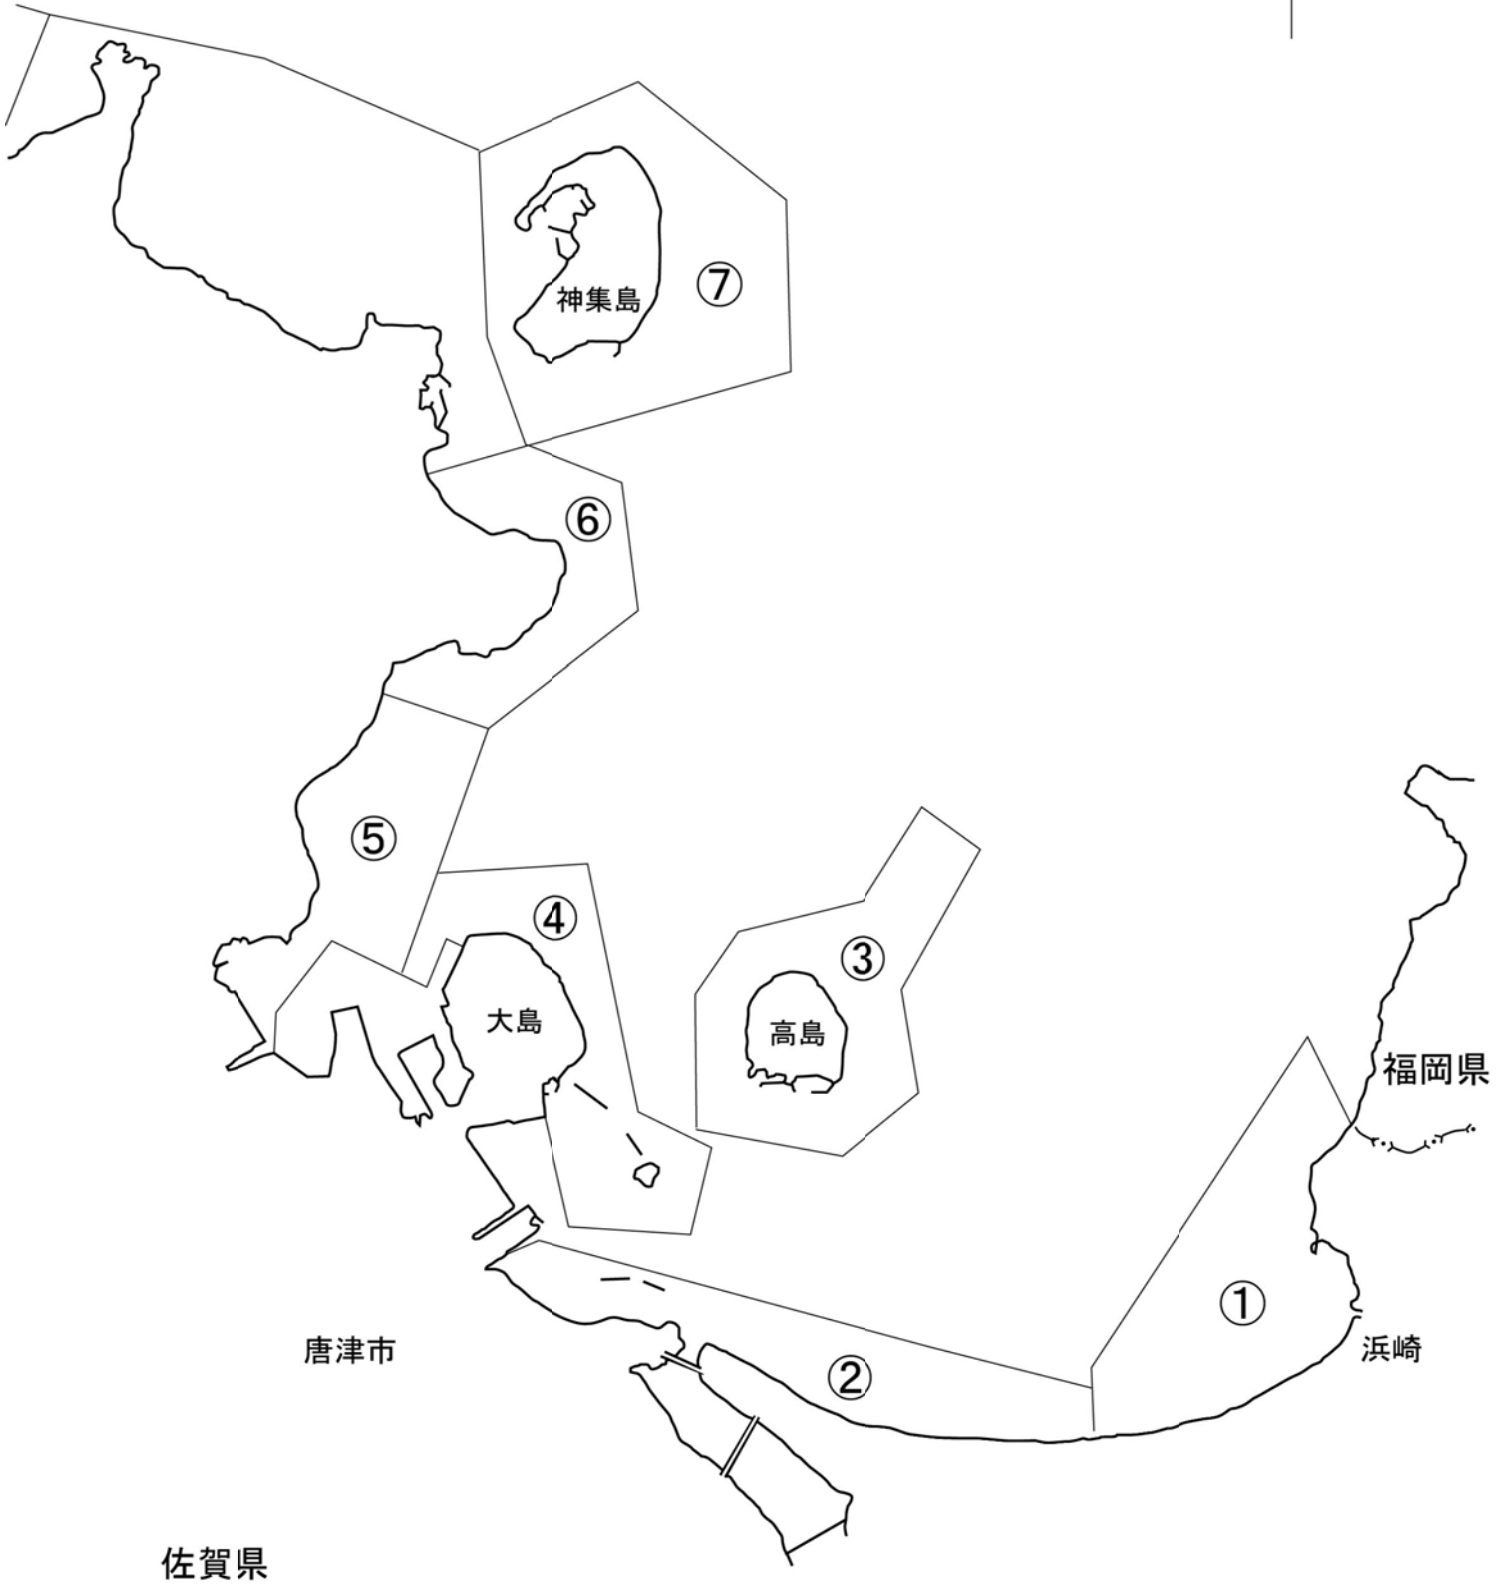 ⑦
神集島
⑥
⑤
④
③
大島
高島
福岡県
①
唐津市
浜崎
②
佐賀県